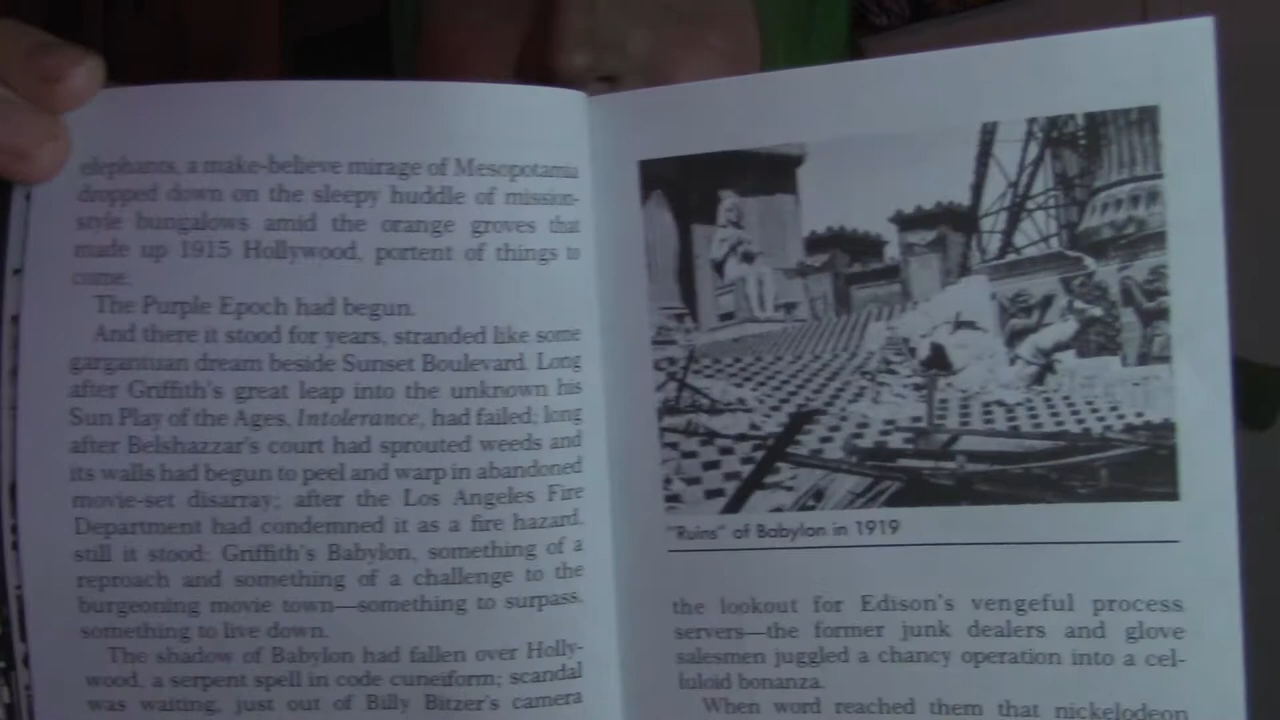 elephants, a make-believe mirage of Mesopotamia
dropped down on the sleepy huddle of mission-
style bungalows amid the orange groves that
made up 1915 Hollywood, portent of things to
come.
The Purple Epoch had begun.
And there it stood for years, stranded like some
gargantuan dream beside Sunset Boulevard. Long
after Griffith's great leap into the unknown his
Sun Play of the Ages, Intolerance, had failed; long
after Belshazzar's court had sprouted weeds and
its walls had begun to peel and warp in abandoned
movie-set disarray; after the Los Angeles Fire
Department had condemned it as a fire hazard,
still it stood: Griffith's Babylon, something of a
reproach and something of a challenge to the
burgeoning movie town—something to surpass,
something to live down.
The shadow of Babylon had fallen over Holly-
wood, a serpent spell in code cuneiform; scandal
was waiting, just out of Billy Bitzer's camera
"Ruins" of Babylon in 1919
the lookout for Edison's vengeful process
servers—the former junk dealers and glove
salesmen juggled a chancy operation into a cel-
luloid bonanza.
When word reached them that nickelodeon